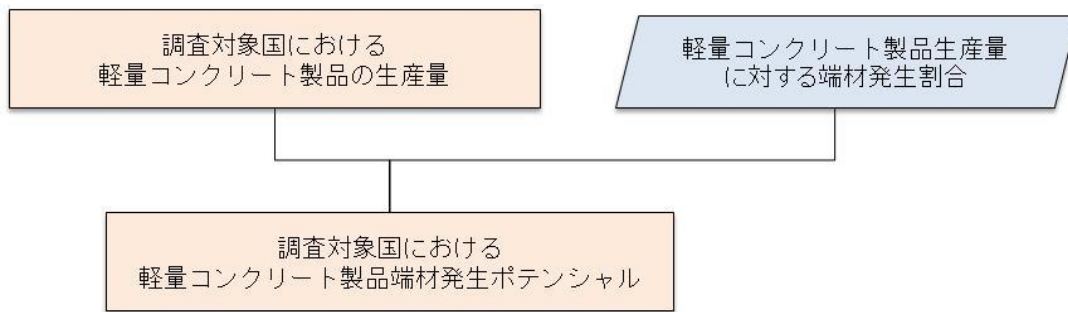 調査対象国における
軽量コンクリート製品の生産量
軽量コンクリート製品生産量
に対する端材発生割合
調査対象国における
軽量コンクリート製品端材発生ポテンシャル